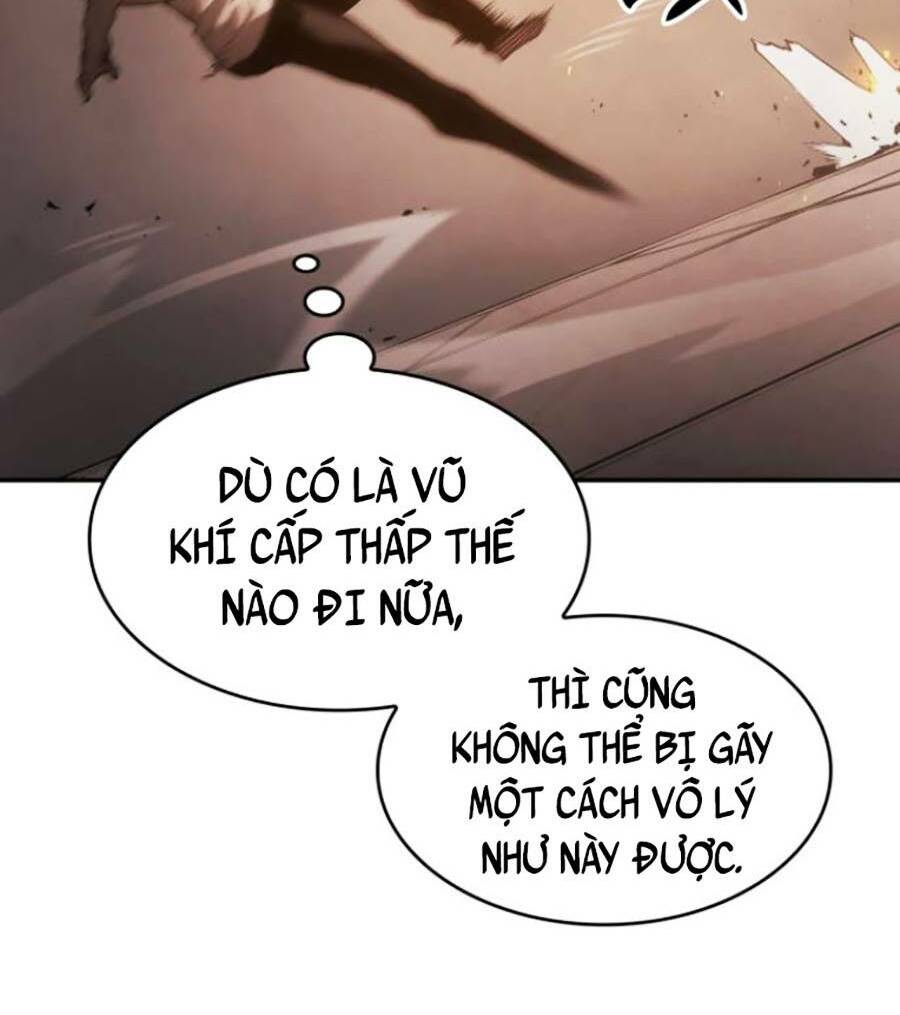 DÙ CÓ LÀ VŨ
KHÍ CẤP THẤP THẾ
NÀO ĐI NỮA,
THÌ CŨNG
KHÔNG THỂ BỊ GÃY
MỘT CÁCH VÔ LÝ
NHƯ NÀY ĐƯỢC.